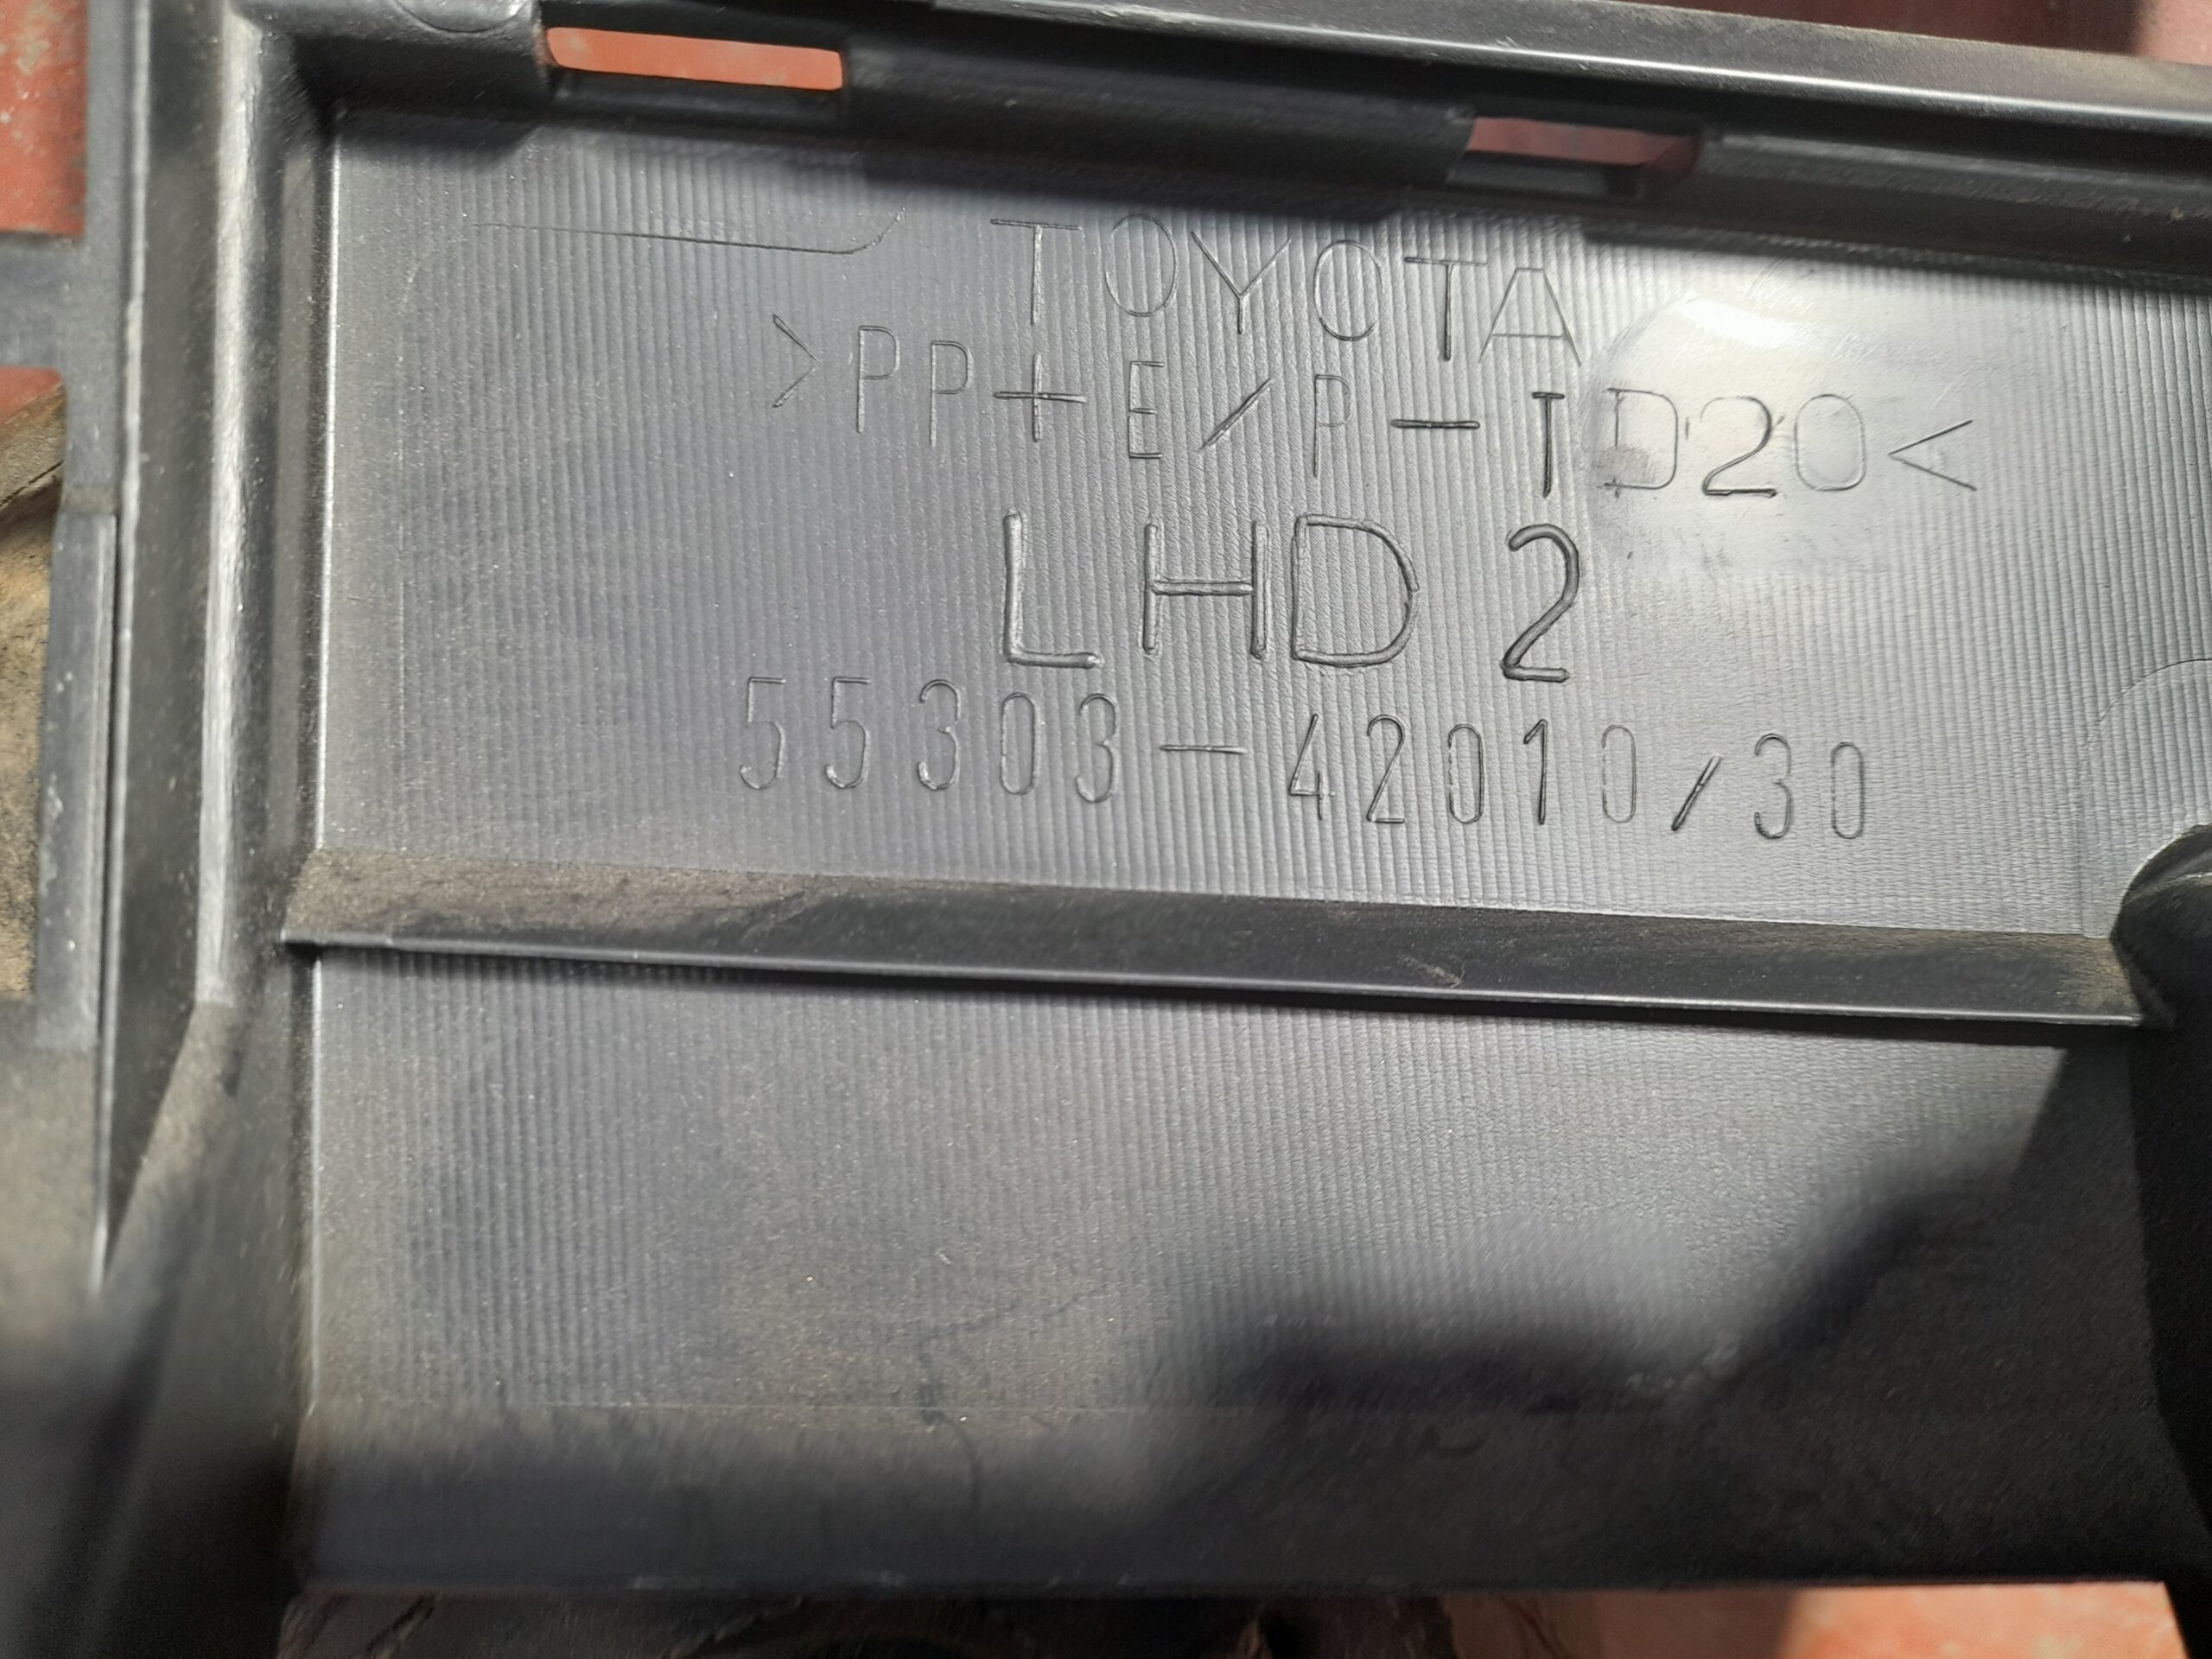 TOYOTA
>PP+E/P-TD20<
LHD 2
55303-42010/30